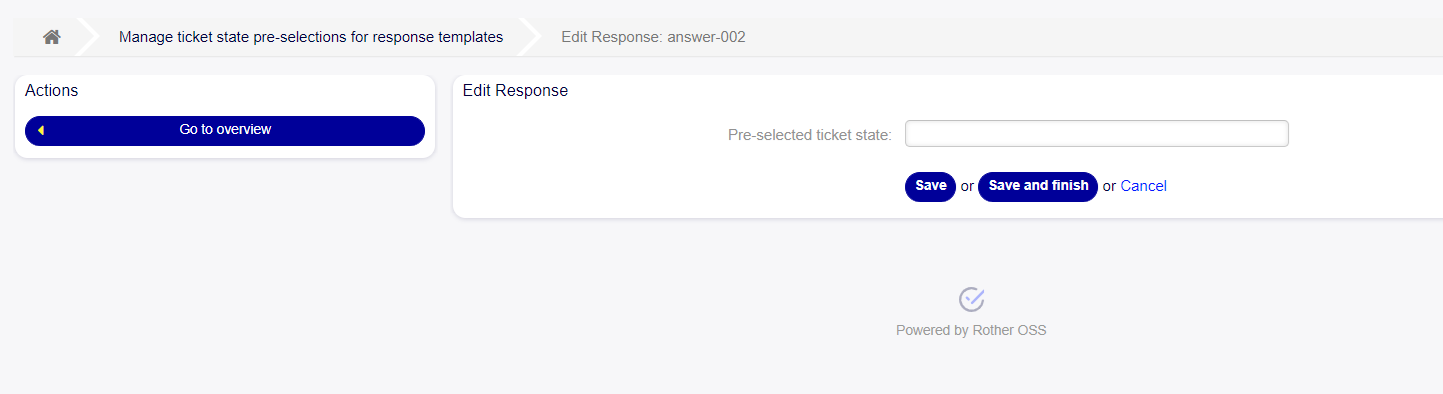 Manage ticket state pre-selections for response templates
Edit Response: answer-002
Actions
Go to overview
Edit Response
Pre-selected ticket state:
Save or Save and finish or Cancel
Powered by Rother OSS